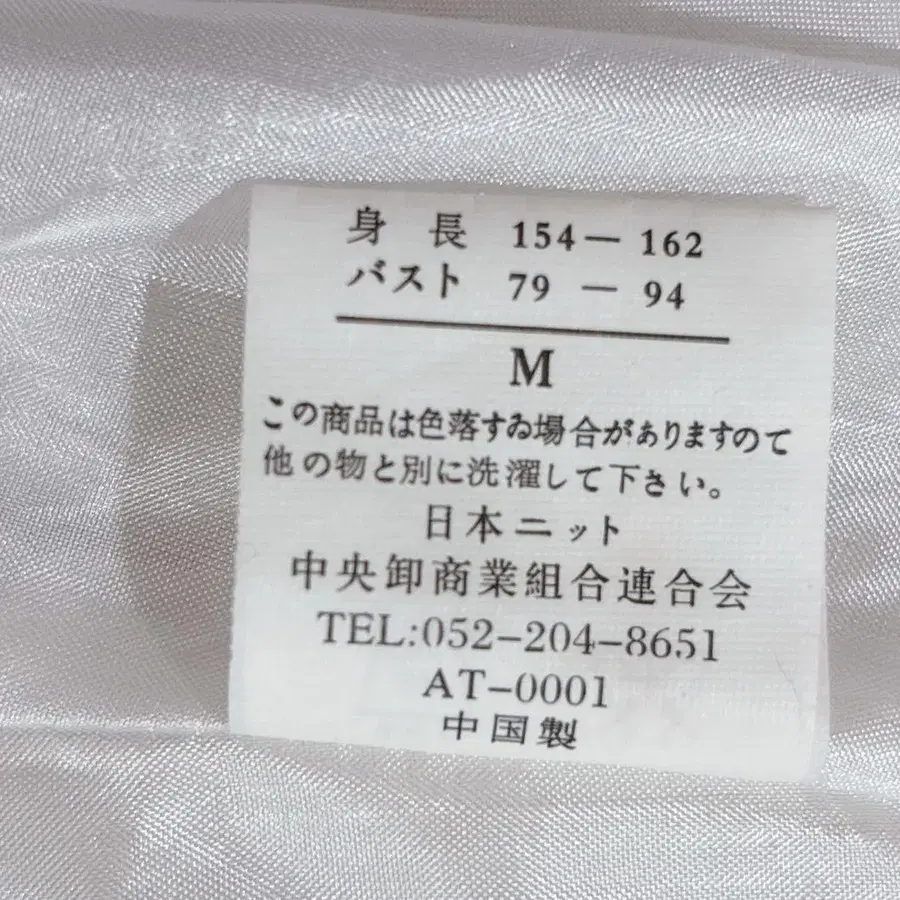 身 長 154－162
バスト 79 － 94
M
この商品は色落すゐ場合がありますのて
他の物と別に洗濯して下さい。
日本ニット
中央卸商業組合連合会
TEL:052-204-8651
AT-0001
中国製